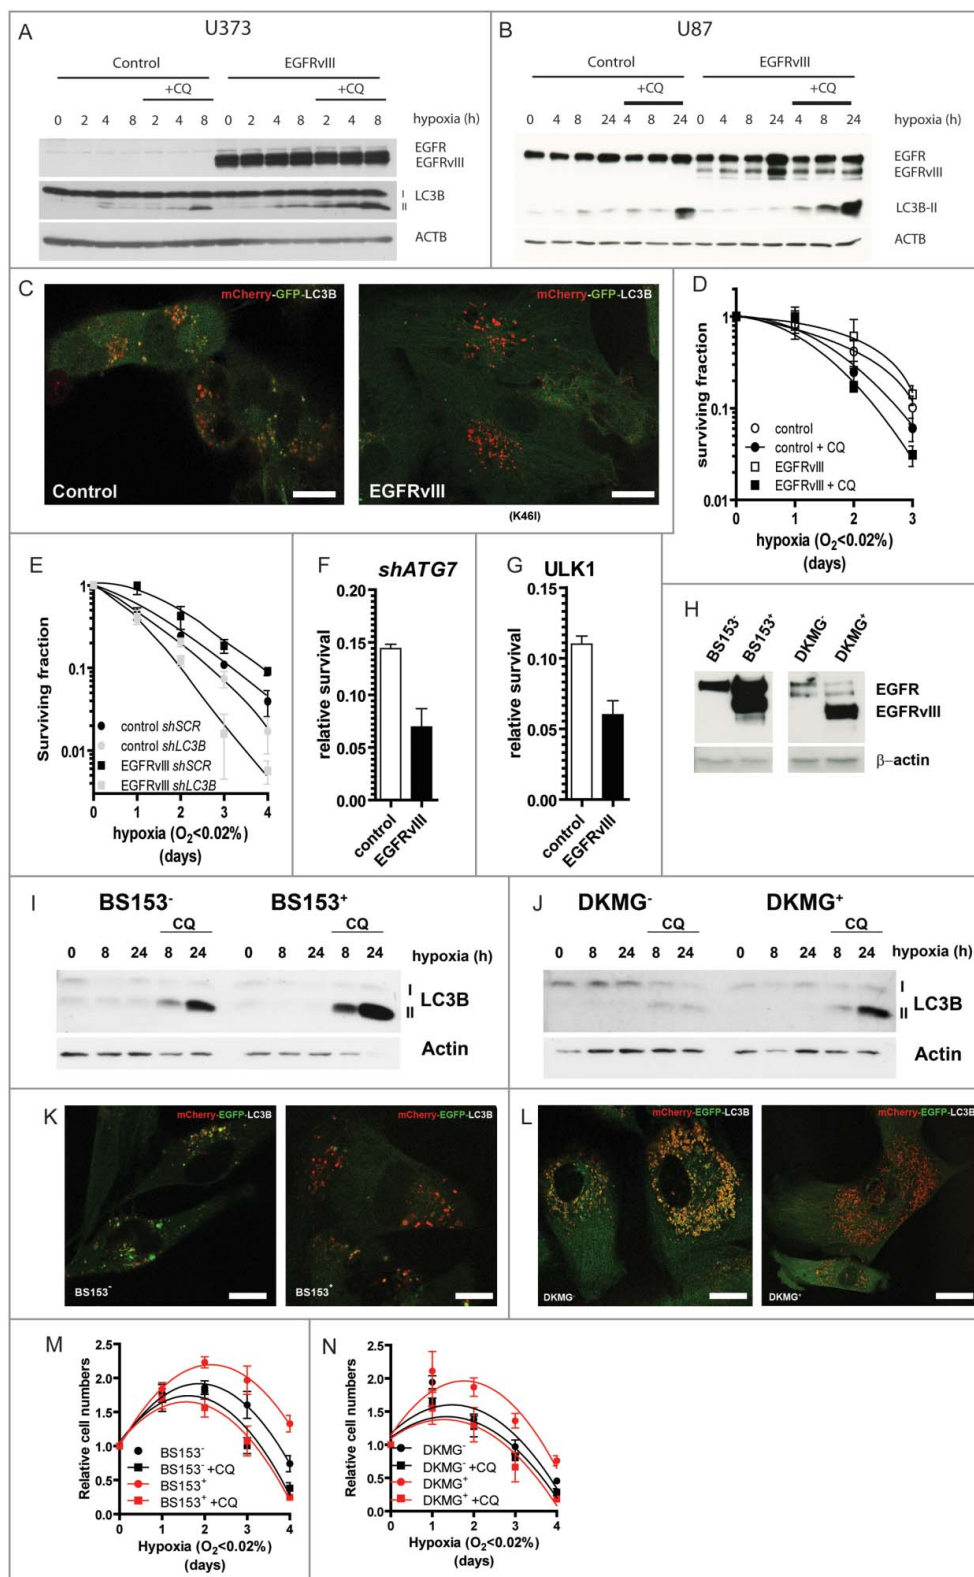 A
U373
Control
EGFRvIII
+CQ
+CQ
0 2 4 8 2 4 8 0 2 4 8 2 4 8 hypoxia (h)
EGFR
EGFRvIII
I
LC3B
II
ACTB
B
U87
Control
EGFRvIII
+CQ
+CQ
0 4 8 24 4 8 24 0 4 8 24 4 8 24 hypoxia (h)
EGFR
EGFRvIII
LC3B-II
ACTB
C
mCherry-GFP-LC3B
Control
mCherry-GFP-LC3B
EGFRvIII
(K46I)
D
surviving fraction
1
0.1
0.01
control
control + CQ
EGFRvIII
EGFRvIII + CQ
0 1 2 3
hypoxia (O2<0.02%)
(days)
E
Surviving fraction
1
0.1
0.01
control shSCR
control shLC3B
EGFRvIII shSCR
EGFRvIII shLC3B
0 1 2 3 4
hypoxia (O2<0.02%)
(days)
F
shATG7
relative survival
0.20
0.15
0.10
0.05
0.00
control
EGFRvIII
G
ULK1
relative survival
0.15
0.10
0.05
0.00
control
EGFRvIII
H
BS153-
BS153+
DKMG-
DKMG+
EGFR
EGFRvIII
β-actin
I
BS153-
BS153+
CQ
CQ
0 8 24 8 24 0 8 24 8 24 hypoxia (h)
I
LC3B
II
Actin
J
DKMG-
DKMG+
CQ
CQ
0 8 24 8 24 0 8 24 8 24 hypoxia (h)
I
LC3B
II
Actin
K
mCherry-EGFP-LC3B
BS153-
mCherry-EGFP-LC3B
BS153+
L
mCherry-EGFP-LC3B
DKMG-
mCherry-EGFP-LC3B
DKMG+
M
Relative cell numbers
2.5
2.0
1.5
1.0
0.5
0.0
BS153-
BS153- +CQ
BS153+
BS153+ +CQ
0 1 2 3 4
Hypoxia (O2<0.02%)
(days)
N
Relative cell numbers
2.5
2.0
1.5
1.0
0.5
0.0
DKMG-
DKMG- +CQ
DKMG+
DKMG+ +CQ
0 1 2 3 4
Hypoxia (O2<0.02%)
(days)